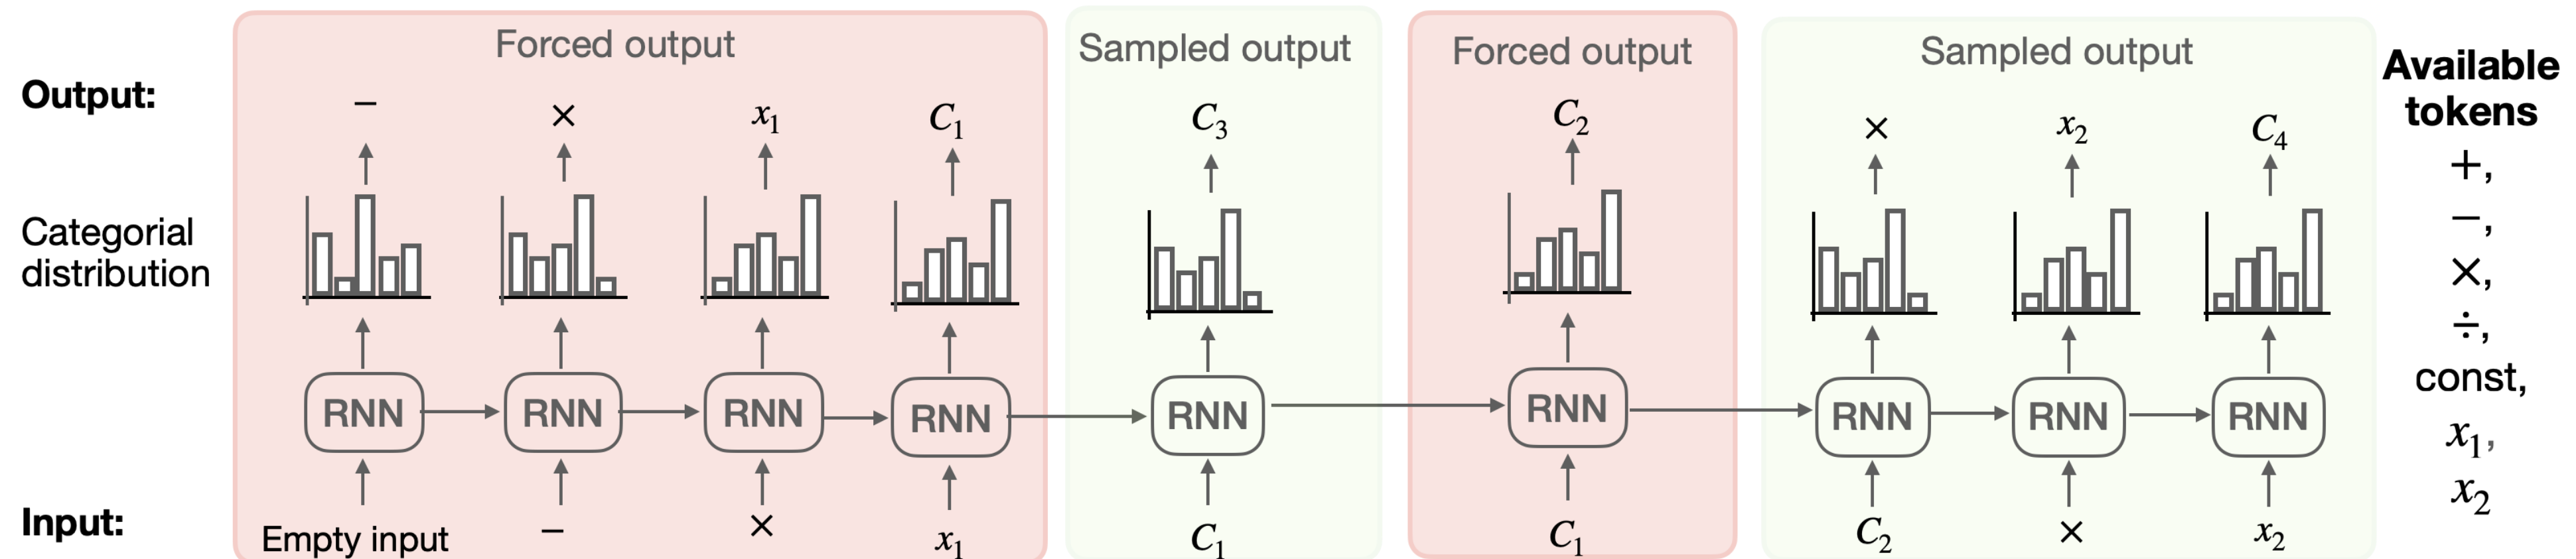 Forced output
Sampled output
Forced output
Sampled output
Available
tokens
Output:
− × x₁ C₁ C₃ C₂ × x₂ C₄
+,
−,
×,
÷,
const,
x₁,
x₂
Categorial
distribution
RNN RNN RNN RNN RNN RNN RNN RNN RNN
Input:
Empty input − × x₁ C₁ C₁ C₂ × x₂